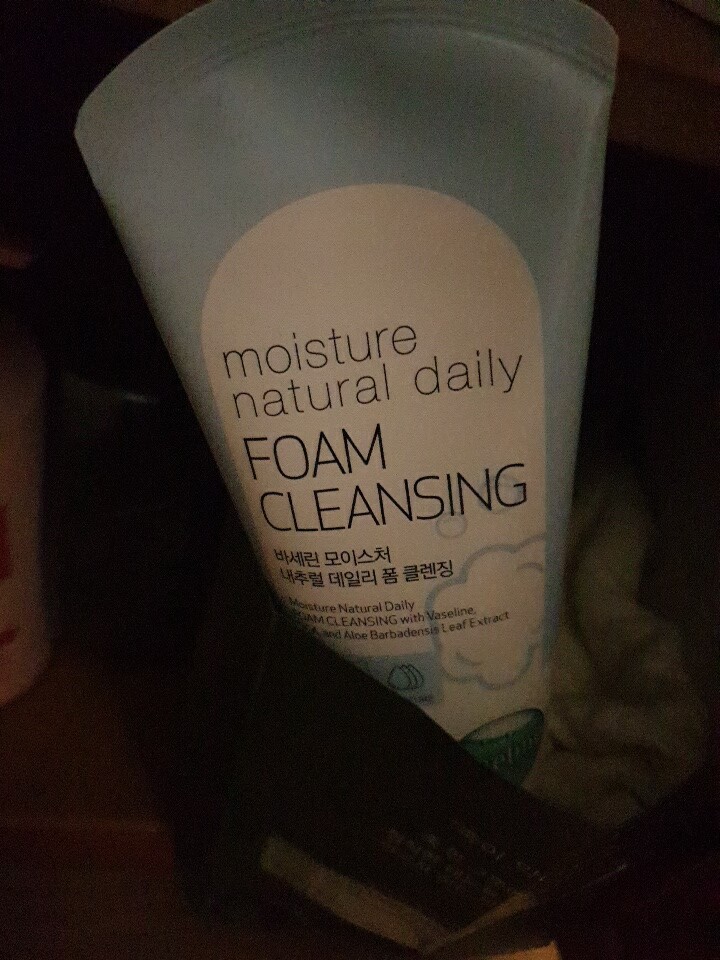 moisture
natural daily
FOAM
CLEANSING
바세린 모이스처
내추럴 데일리 폼 클렌징
Moisture Natural Daily
FOAM CLEANSING with Vaseline,
and Aloe Barbadensis Leaf Extract